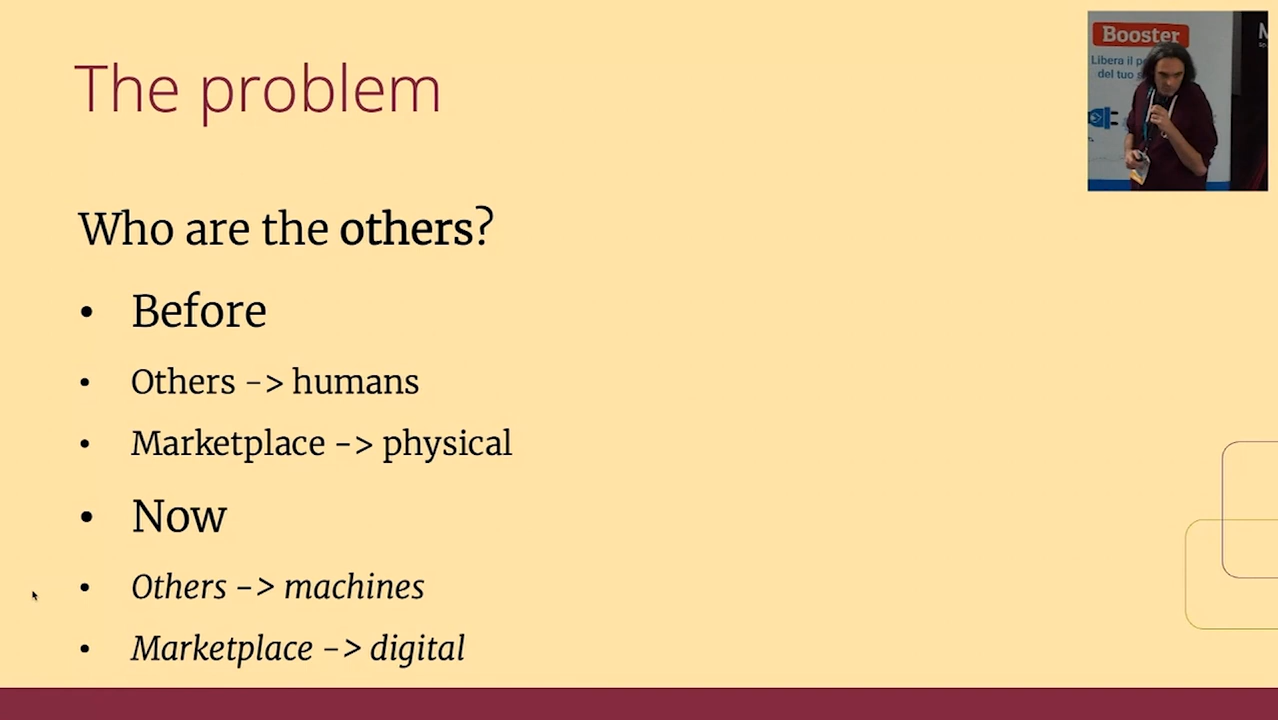 The problem
Booster
Libera il
del tuo
Who are the others?
• Before
• Others -> humans
• Marketplace -> physical
• Now
• Others -> machines
• Marketplace -> digital